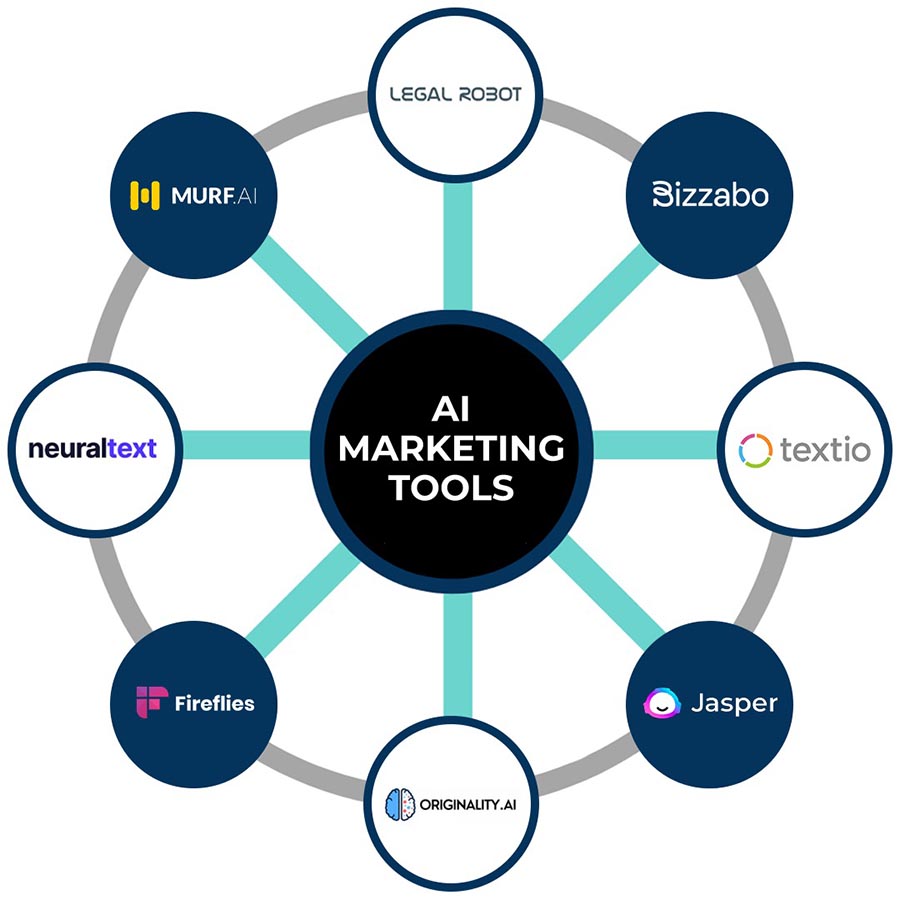 LEGAL ROBOT
MURF.AI
Bizzabo
AI
MARKETING
TOOLS
neuraltext
textio
Fireflies
Jasper
ORIGINALITY.AI